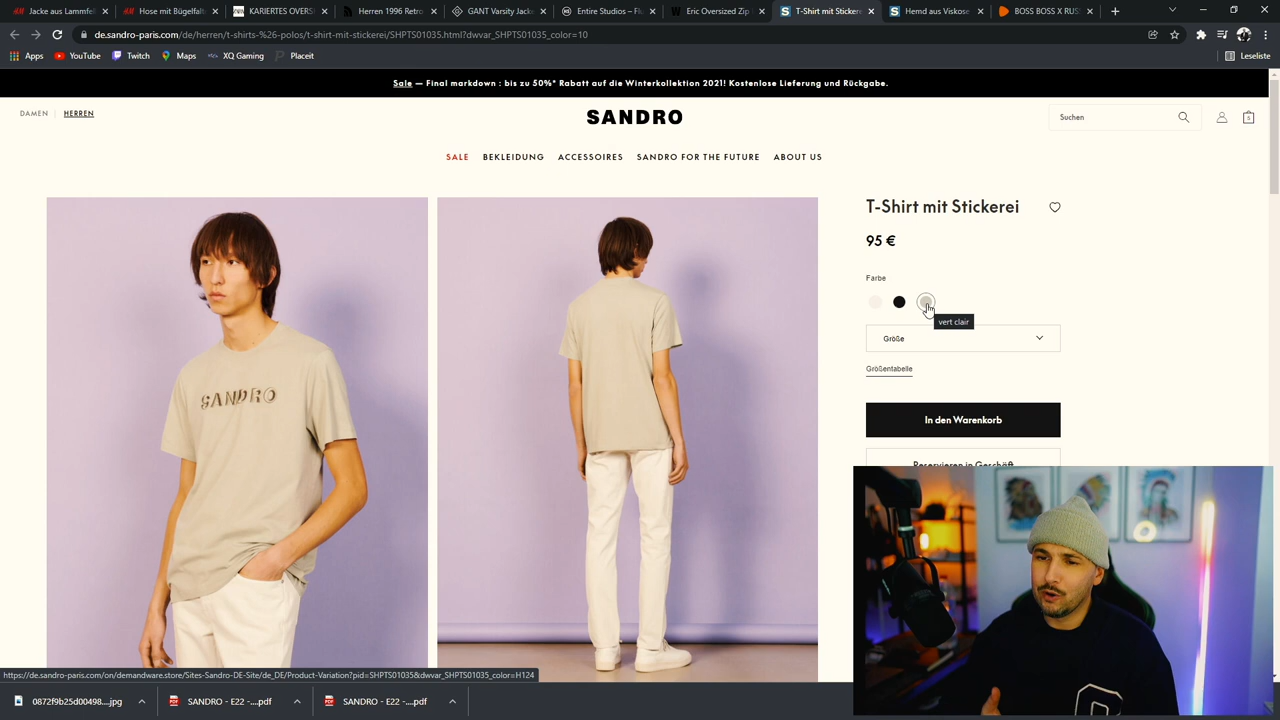 Jacke aus Lammfell
Hose mit Bügelfalt
KARIERTES OVERS
Herren 1996 Retro
GANT Varsity Jacke
Entire Studios – Fl
Eric Oversized Zip
T-Shirt mit Stickere
Hemd aus Viskose
BOSS BOSS X RUS
de.sandro-paris.com/de/herren/t-shirts-%26-polos/t-shirt-mit-stickerei/SHPTS01035.html?dwvar_SHPTS01035_color=10
Apps YouTube Twitch Maps XQ Gaming Placeit Leseliste
Sale — Final markdown : bis zu 50%* Rabatt auf die Winterkollektion 2021! Kostenlose Lieferung und Rückgabe.
DAMEN HERREN
SANDRO
Suchen
SALE BEKLEIDUNG ACCESSOIRES SANDRO FOR THE FUTURE ABOUT US
T-Shirt mit Stickerei
95 €
Farbe
vert clair
Größe
Größentabelle
In den Warenkorb
Reservieren in Geschäft
SANDRO
https://de.sandro-paris.com/on/demandware.store/Sites-Sandro-DE-Site/de_DE/Product-Variation?pid=SHPTS01035&dwvar_SHPTS01035_color=H124
0872f9b25d00498....jpg
SANDRO - E22 -....pdf
SANDRO - E22 -....pdf